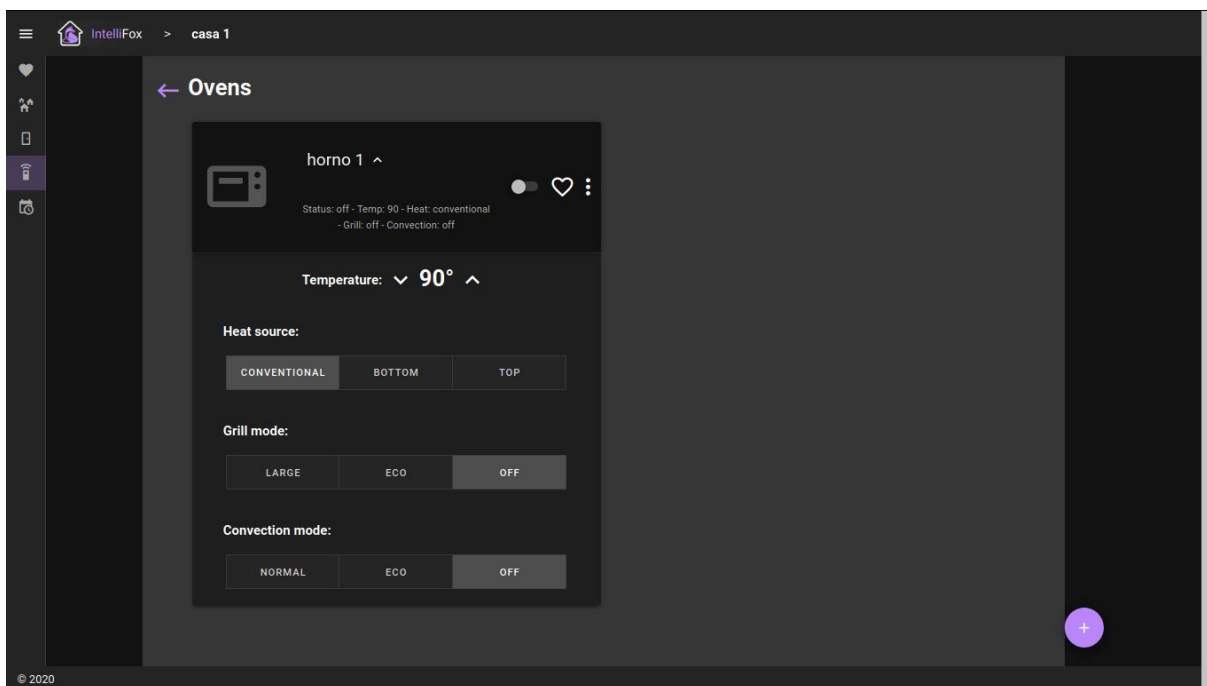 IntelliFox > casa 1
Ovens
horno 1
Status: off - Temp: 90 - Heat: conventional
- Grill: off - Convection: off
Temperature: 90°
Heat source:
CONVENTIONAL BOTTOM TOP
Grill mode:
LARGE ECO OFF
Convection mode:
NORMAL ECO OFF
+
© 2020